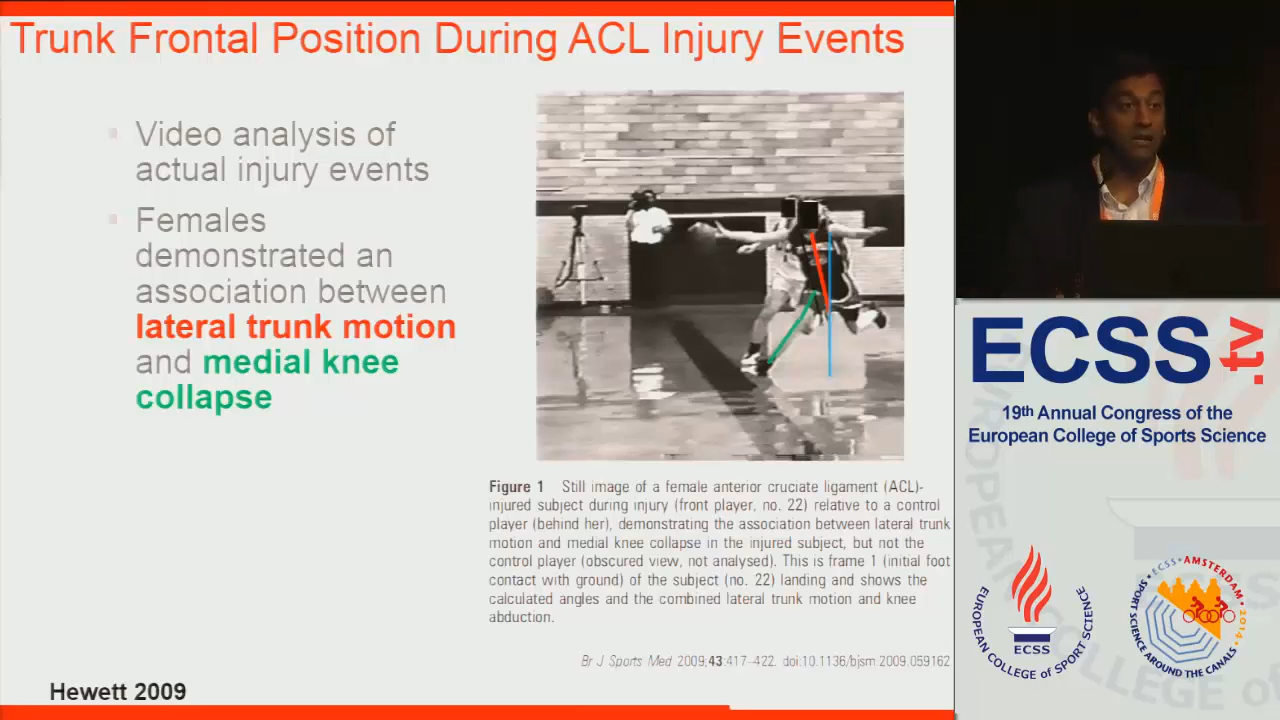 Trunk Frontal Position During ACL Injury Events
Video analysis of
actual injury events
Females
demonstrated an
association between
lateral trunk motion
and medial knee
collapse
Figure 1 Still image of a female anterior cruciate ligament (ACL)-
injured subject during injury (front player, no. 22) relative to a control
player (behind her), demonstrating the association between lateral trunk
motion and medial knee collapse in the injured subject, but not the
control player (obscured view, not analysed). This is frame 1 (initial foot
contact with ground) of the subject (no. 22) landing and shows the
calculated angles and the combined lateral trunk motion and knee
abduction.
Br J Sports Med 2009;43:417–422. doi:10.1136/bjsm.2009.059162
Hewett 2009
ECSS.tv
19th Annual Congress of the
European College of Sports Science
EUROPEAN COLLEGE OF SPORT SCIENCE
ECSS
ECSS - AMSTERDAM 2014
SPORT SCIENCE AROUND THE CANALS